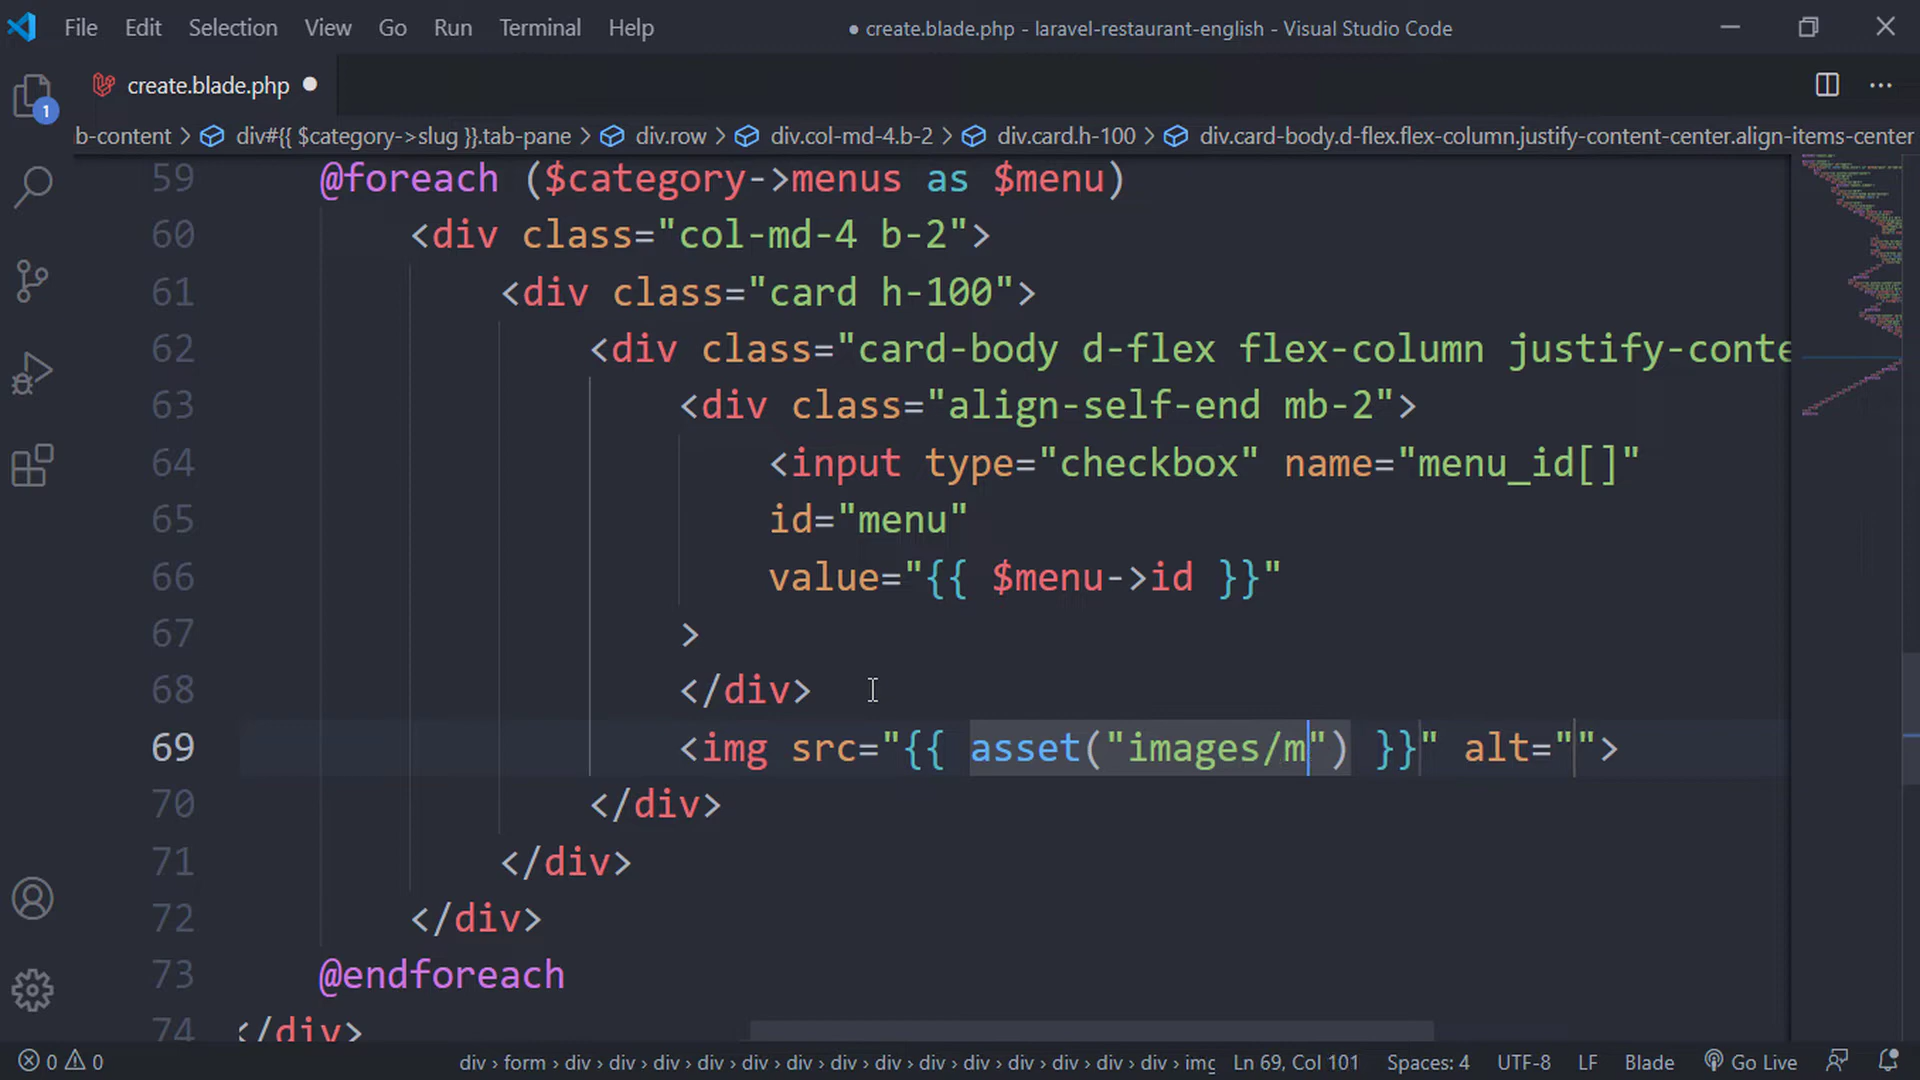 File Edit Selection View Go Run Terminal Help ● create.blade.php - laravel-restaurant-english - Visual Studio Code
create.blade.php ●
1
b-content > div#{{ $category->slug }}.tab-pane > div.row > div.col-md-4.b-2 > div.card.h-100 > div.card-body.d-flex.flex-column.justify-content-center.align-items-center
59 @foreach ($category->menus as $menu)
60 <div class="col-md-4 b-2">
61 <div class="card h-100">
62 <div class="card-body d-flex flex-column justify-conte
63 <div class="align-self-end mb-2">
64 <input type="checkbox" name="menu_id[]"
65 id="menu"
66 value="{{ $menu->id }}"
67 >
68 </div>
69 <img src="{{ asset("images/m") }}" alt="">
70 </div>
71 </div>
72 </div>
73 @endforeach
74 </div>
0 0 div > form > div > div > div > div > div > div > div > div > div > div > div > div > div > div > img Ln 69, Col 101 Spaces: 4 UTF-8 LF Blade Go Live